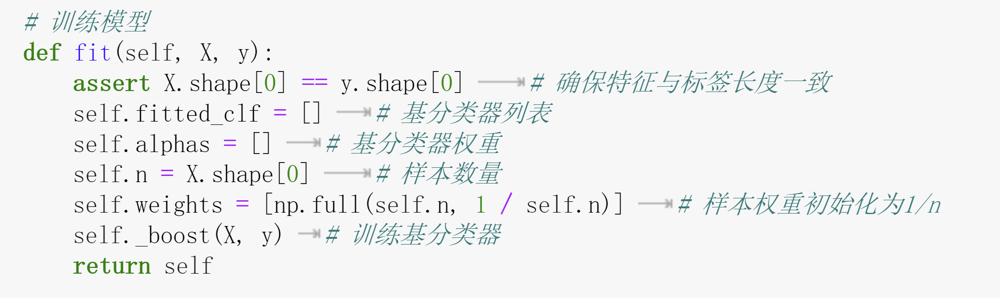 # 训练模型
def fit(self, X, y):
    assert X.shape[0] == y.shape[0] # 确保特征与标签长度一致
    self.fitted_clf = [] # 基分类器列表
    self.alphas = [] # 基分类器权重
    self.n = X.shape[0] # 样本数量
    self.weights = [np.full(self.n, 1 / self.n)] # 样本权重初始化为1/n
    self._boost(X, y) # 训练基分类器
    return self